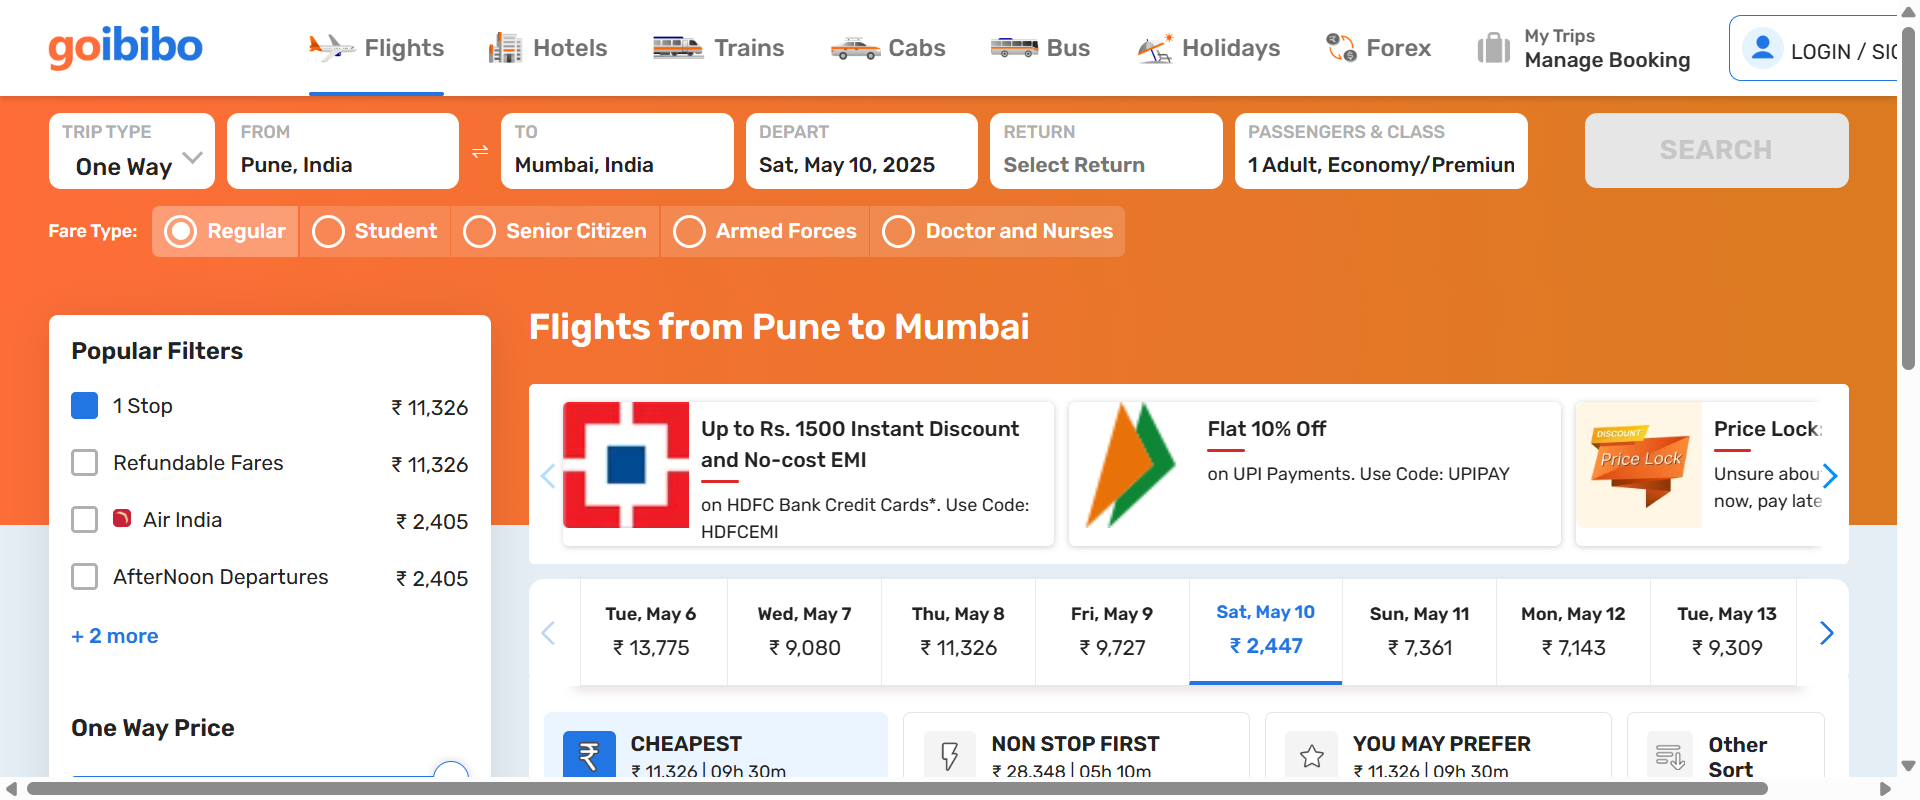 goibibo
Flights
Hotels
Trains
Cabs
Bus
Holidays
Forex
My Trips
Manage Booking
LOGIN / SIG
TRIP TYPE
One Way
FROM
Pune, India
TO
Mumbai, India
DEPART
Sat, May 10, 2025
RETURN
Select Return
PASSENGERS & CLASS
1 Adult, Economy/Premium
SEARCH
Fare Type:
Regular
Student
Senior Citizen
Armed Forces
Doctor and Nurses
Popular Filters
1 Stop ₹ 11,326
Refundable Fares ₹ 11,326
Air India ₹ 2,405
AfterNoon Departures ₹ 2,405
+ 2 more
One Way Price
Flights from Pune to Mumbai
Up to Rs. 1500 Instant Discount
and No-cost EMI
on HDFC Bank Credit Cards*. Use Code:
HDFCEMI
Flat 10% Off
on UPI Payments. Use Code: UPIPAY
DISCOUNT
Price Lock
Price Lock:
Unsure abou
now, pay late
Tue, May 6
₹ 13,775
Wed, May 7
₹ 9,080
Thu, May 8
₹ 11,326
Fri, May 9
₹ 9,727
Sat, May 10
₹ 2,447
Sun, May 11
₹ 7,361
Mon, May 12
₹ 7,143
Tue, May 13
₹ 9,309
CHEAPEST
₹ 11,326 | 09h 30m
NON STOP FIRST
₹ 28,348 | 05h 10m
YOU MAY PREFER
₹ 11,326 | 09h 30m
Other
Sort